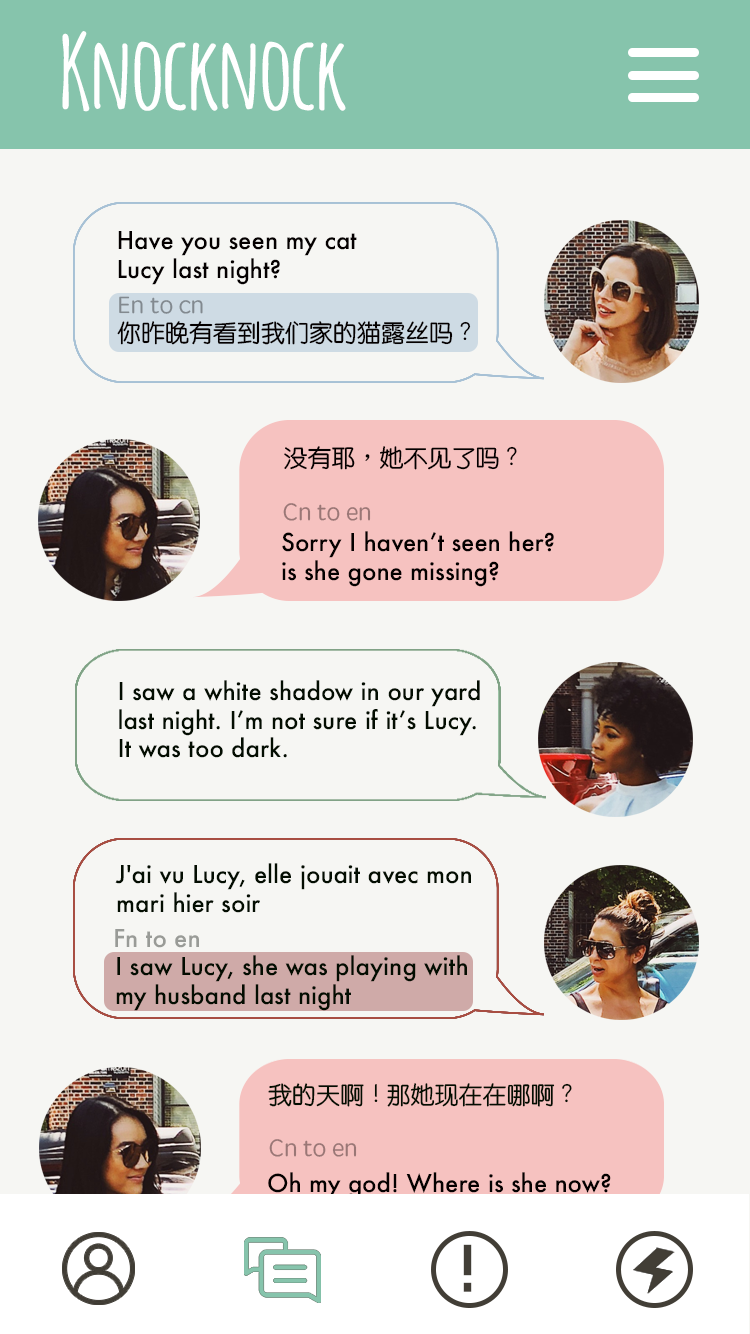 KNOCKNOCK
Have you seen my cat
Lucy last night?
En to cn
你昨晚有看到我们家的猫露丝吗？
没有耶，她不见了吗？
Cn to en
Sorry I haven’t seen her?
is she gone missing?
I saw a white shadow in our yard
last night. I’m not sure if it’s Lucy.
It was too dark.
J'ai vu Lucy, elle jouait avec mon
mari hier soir
Fn to en
I saw Lucy, she was playing with
my husband last night
我的天啊！那她现在在哪啊？
Cn to en
Oh my god! Where is she now?